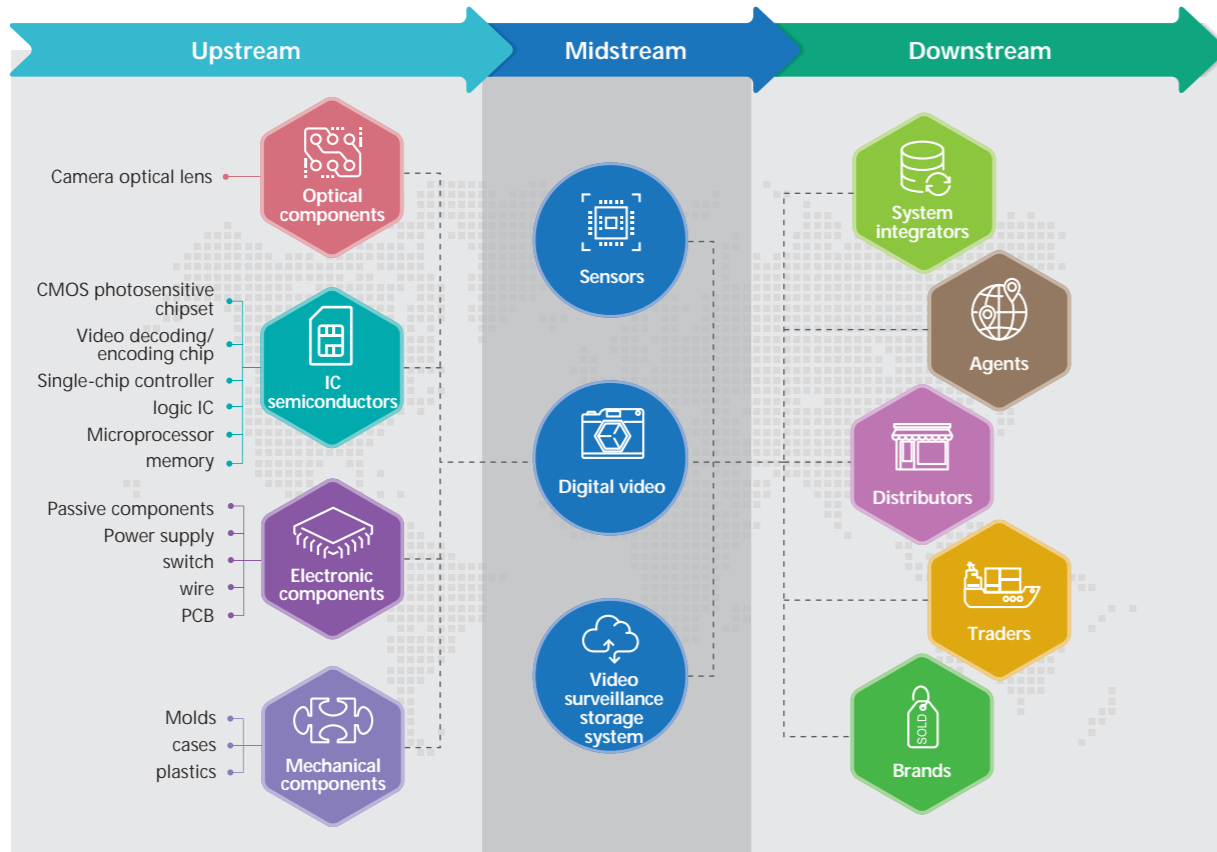 Upstream
Midstream
Downstream
Camera optical lens
Optical
components
CMOS photosensitive
chipset
Video decoding/
encoding chip
Single-chip controller
logic IC
Microprocessor
memory
IC
semiconductors
Passive components
Power supply
switch
wire
PCB
Electronic
components
Molds
cases
plastics
Mechanical
components
Sensors
Digital video
Video
surveillance
storage
system
System
integrators
Agents
Distributors
Traders
SOLD
Brands